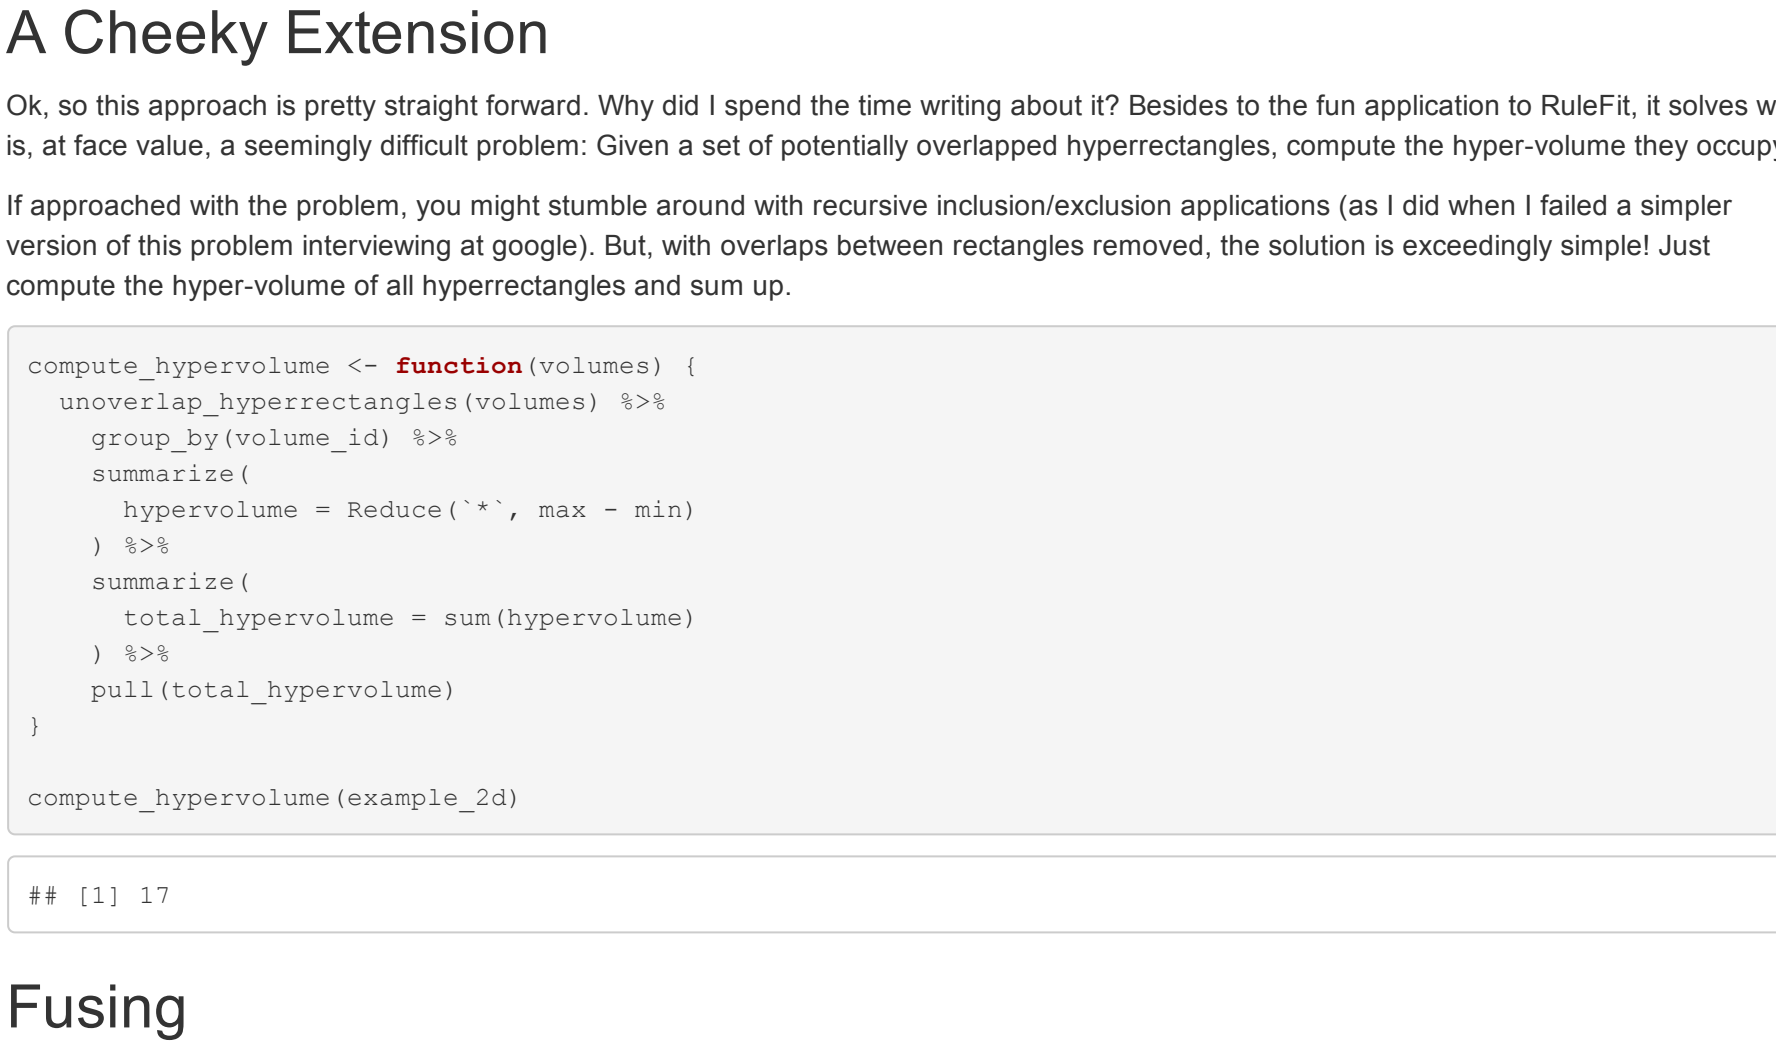 A Cheeky Extension
Ok, so this approach is pretty straight forward. Why did I spend the time writing about it? Besides to the fun application to RuleFit, it solves
is, at face value, a seemingly difficult problem: Given a set of potentially overlapped hyperrectangles, compute the hyper-volume they occupy
If approached with the problem, you might stumble around with recursive inclusion/exclusion applications (as I did when I failed a simpler
version of this problem interviewing at google). But, with overlaps between rectangles removed, the solution is exceedingly simple! Just
compute the hyper-volume of all hyperrectangles and sum up.
compute_hypervolume <- function(volumes) {
  unoverlap_hyperrectangles(volumes) %>%
    group_by(volume_id) %>%
    summarize(
      hypervolume = Reduce(`*`, max - min)
    ) %>%
    summarize(
      total_hypervolume = sum(hypervolume)
    ) %>%
    pull(total_hypervolume)
}
compute_hypervolume(example_2d)
## [1] 17
Fusing